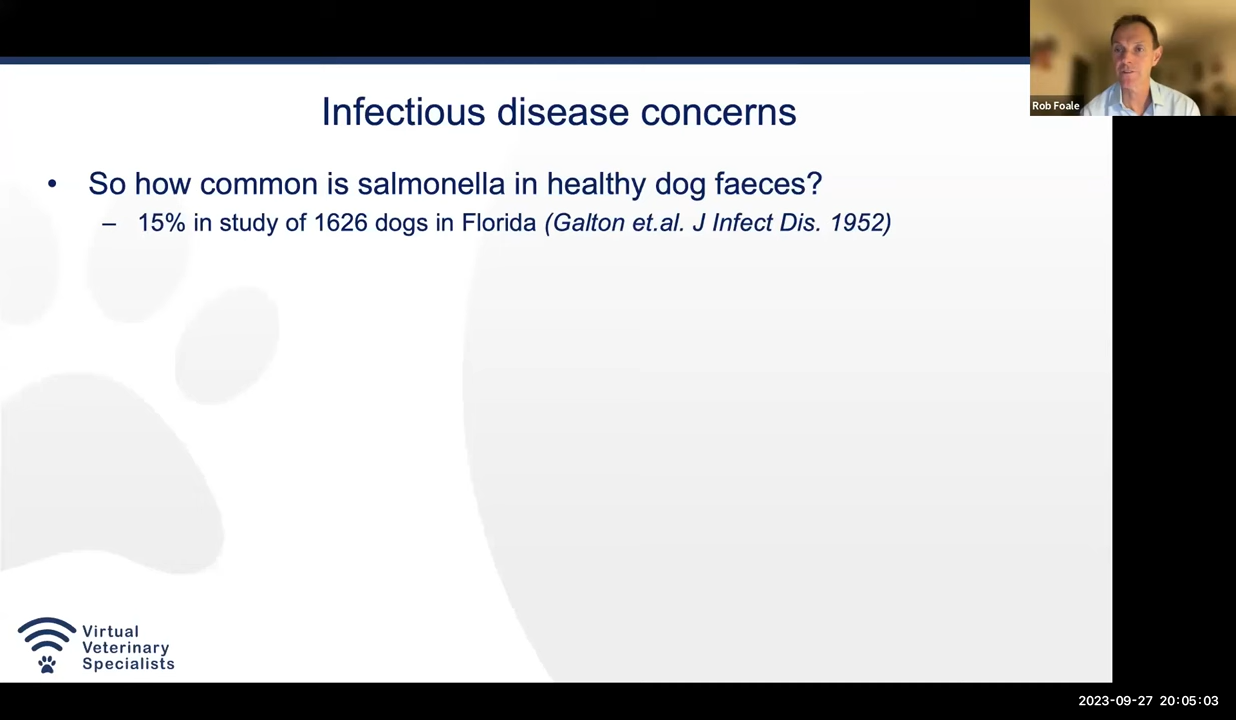 Rob Foale
Infectious disease concerns
• So how common is salmonella in healthy dog faeces?
– 15% in study of 1626 dogs in Florida (Galton et.al. J Infect Dis. 1952)
Virtual
Veterinary
Specialists
2023-09-27 20:05:03